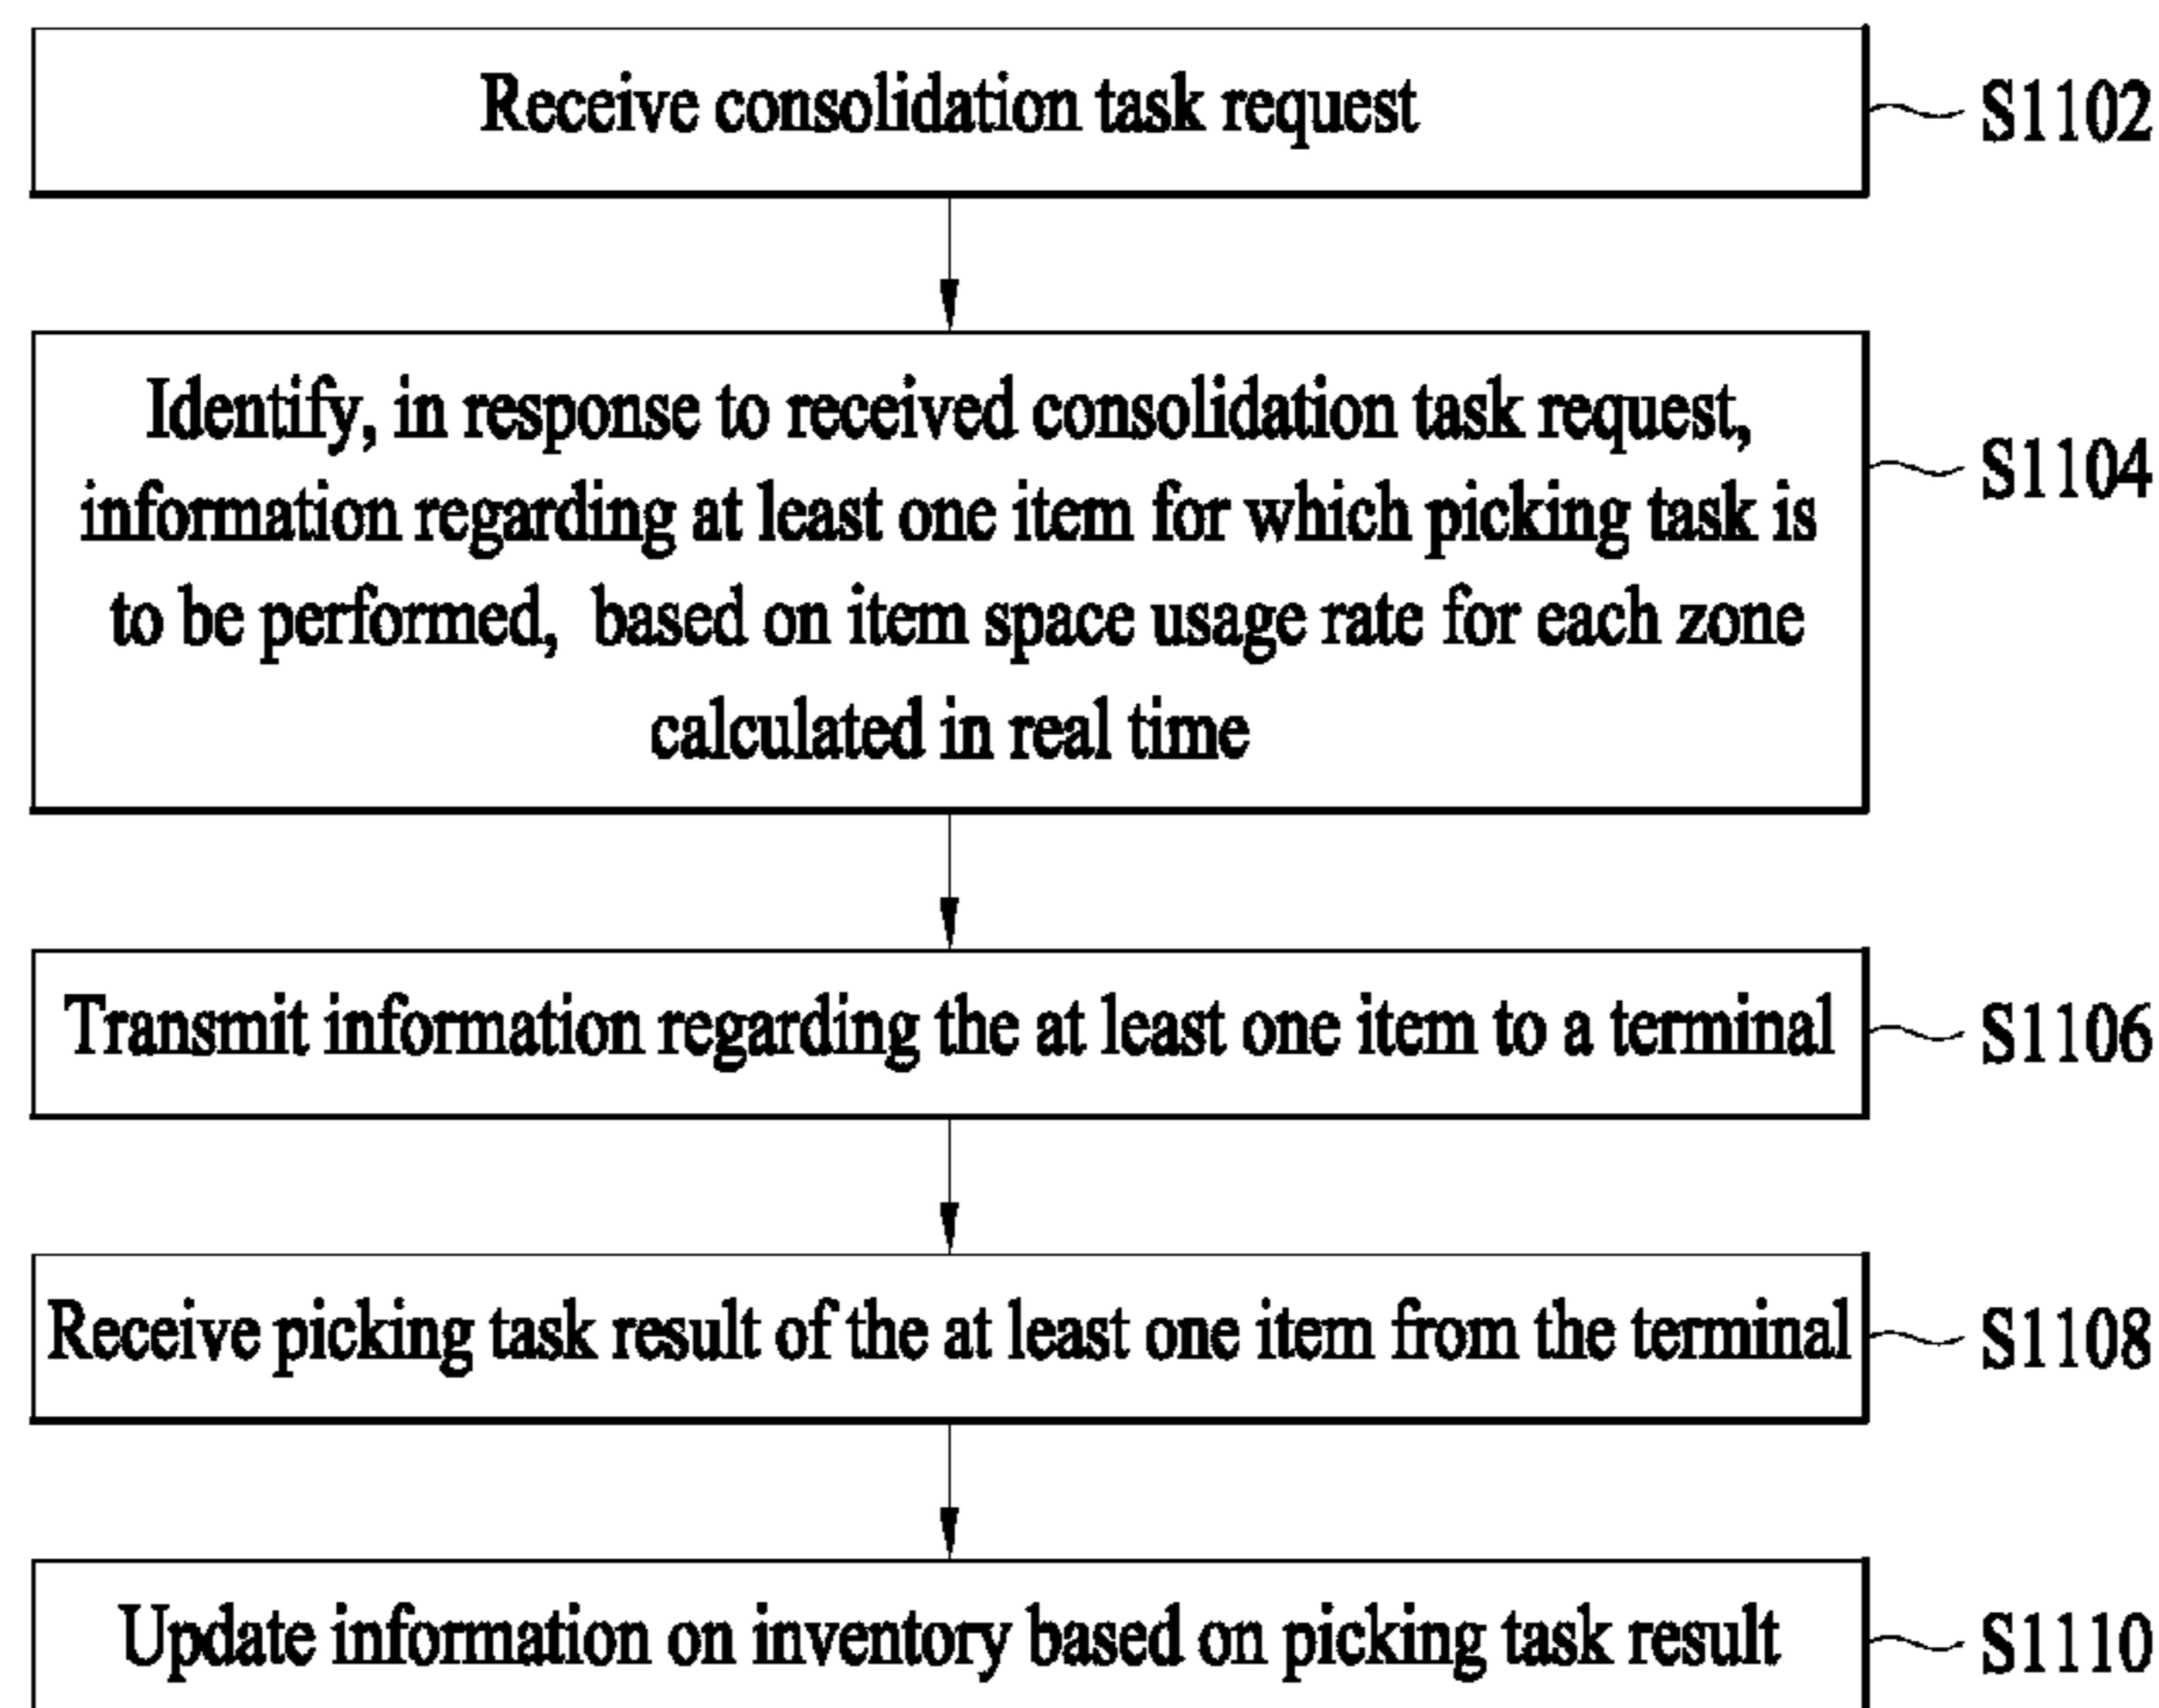 Receive consolidation task request
S1102
Identify, in response to received consolidation task request,
information regarding at least one item for which picking task is
to be performed, based on item space usage rate for each zone
calculated in real time
S1104
Transmit information regarding the at least one item to a terminal
S1106
Receive picking task result of the at least one item from the terminal
S1108
Update information on inventory based on picking task result
S1110